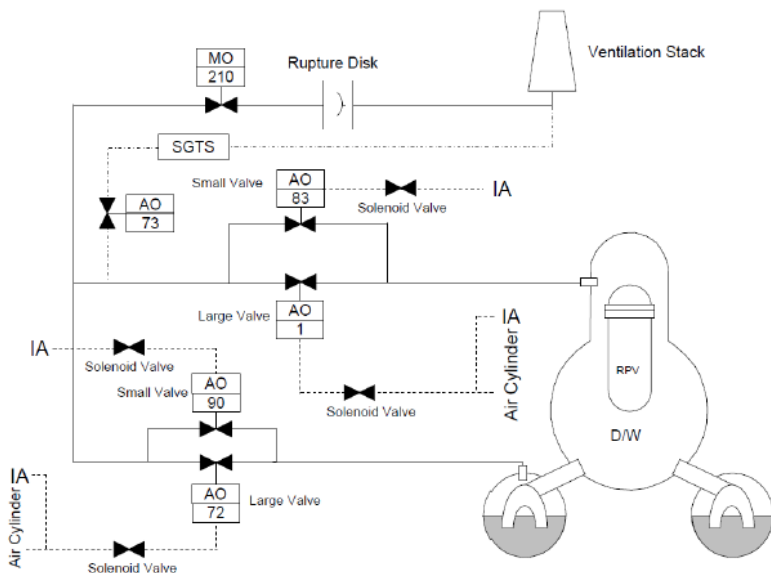 MO
210
Rupture Disk
Ventilation Stack
SGTS
Small Valve
AO
83
Solenoid Valve
IA
AO
73
Large Valve
AO
1
IA
Air Cylinder
Solenoid Valve
IA
Solenoid Valve
Small Valve
AO
90
RPV
D/W
IA
Air Cylinder
AO
72
Large Valve
Solenoid Valve